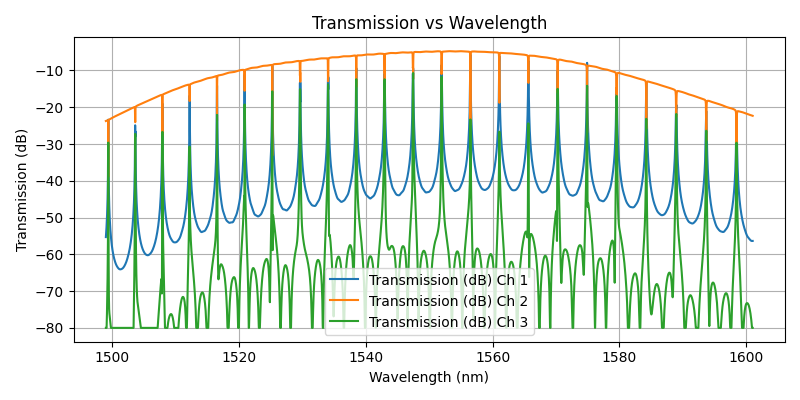 Transmission vs Wavelength
Transmission (dB)
−10
−20
−30
−40
−50
−60
−70
−80
Transmission (dB) Ch 1
Transmission (dB) Ch 2
Transmission (dB) Ch 3
1500
1520
1540
1560
1580
1600
Wavelength (nm)